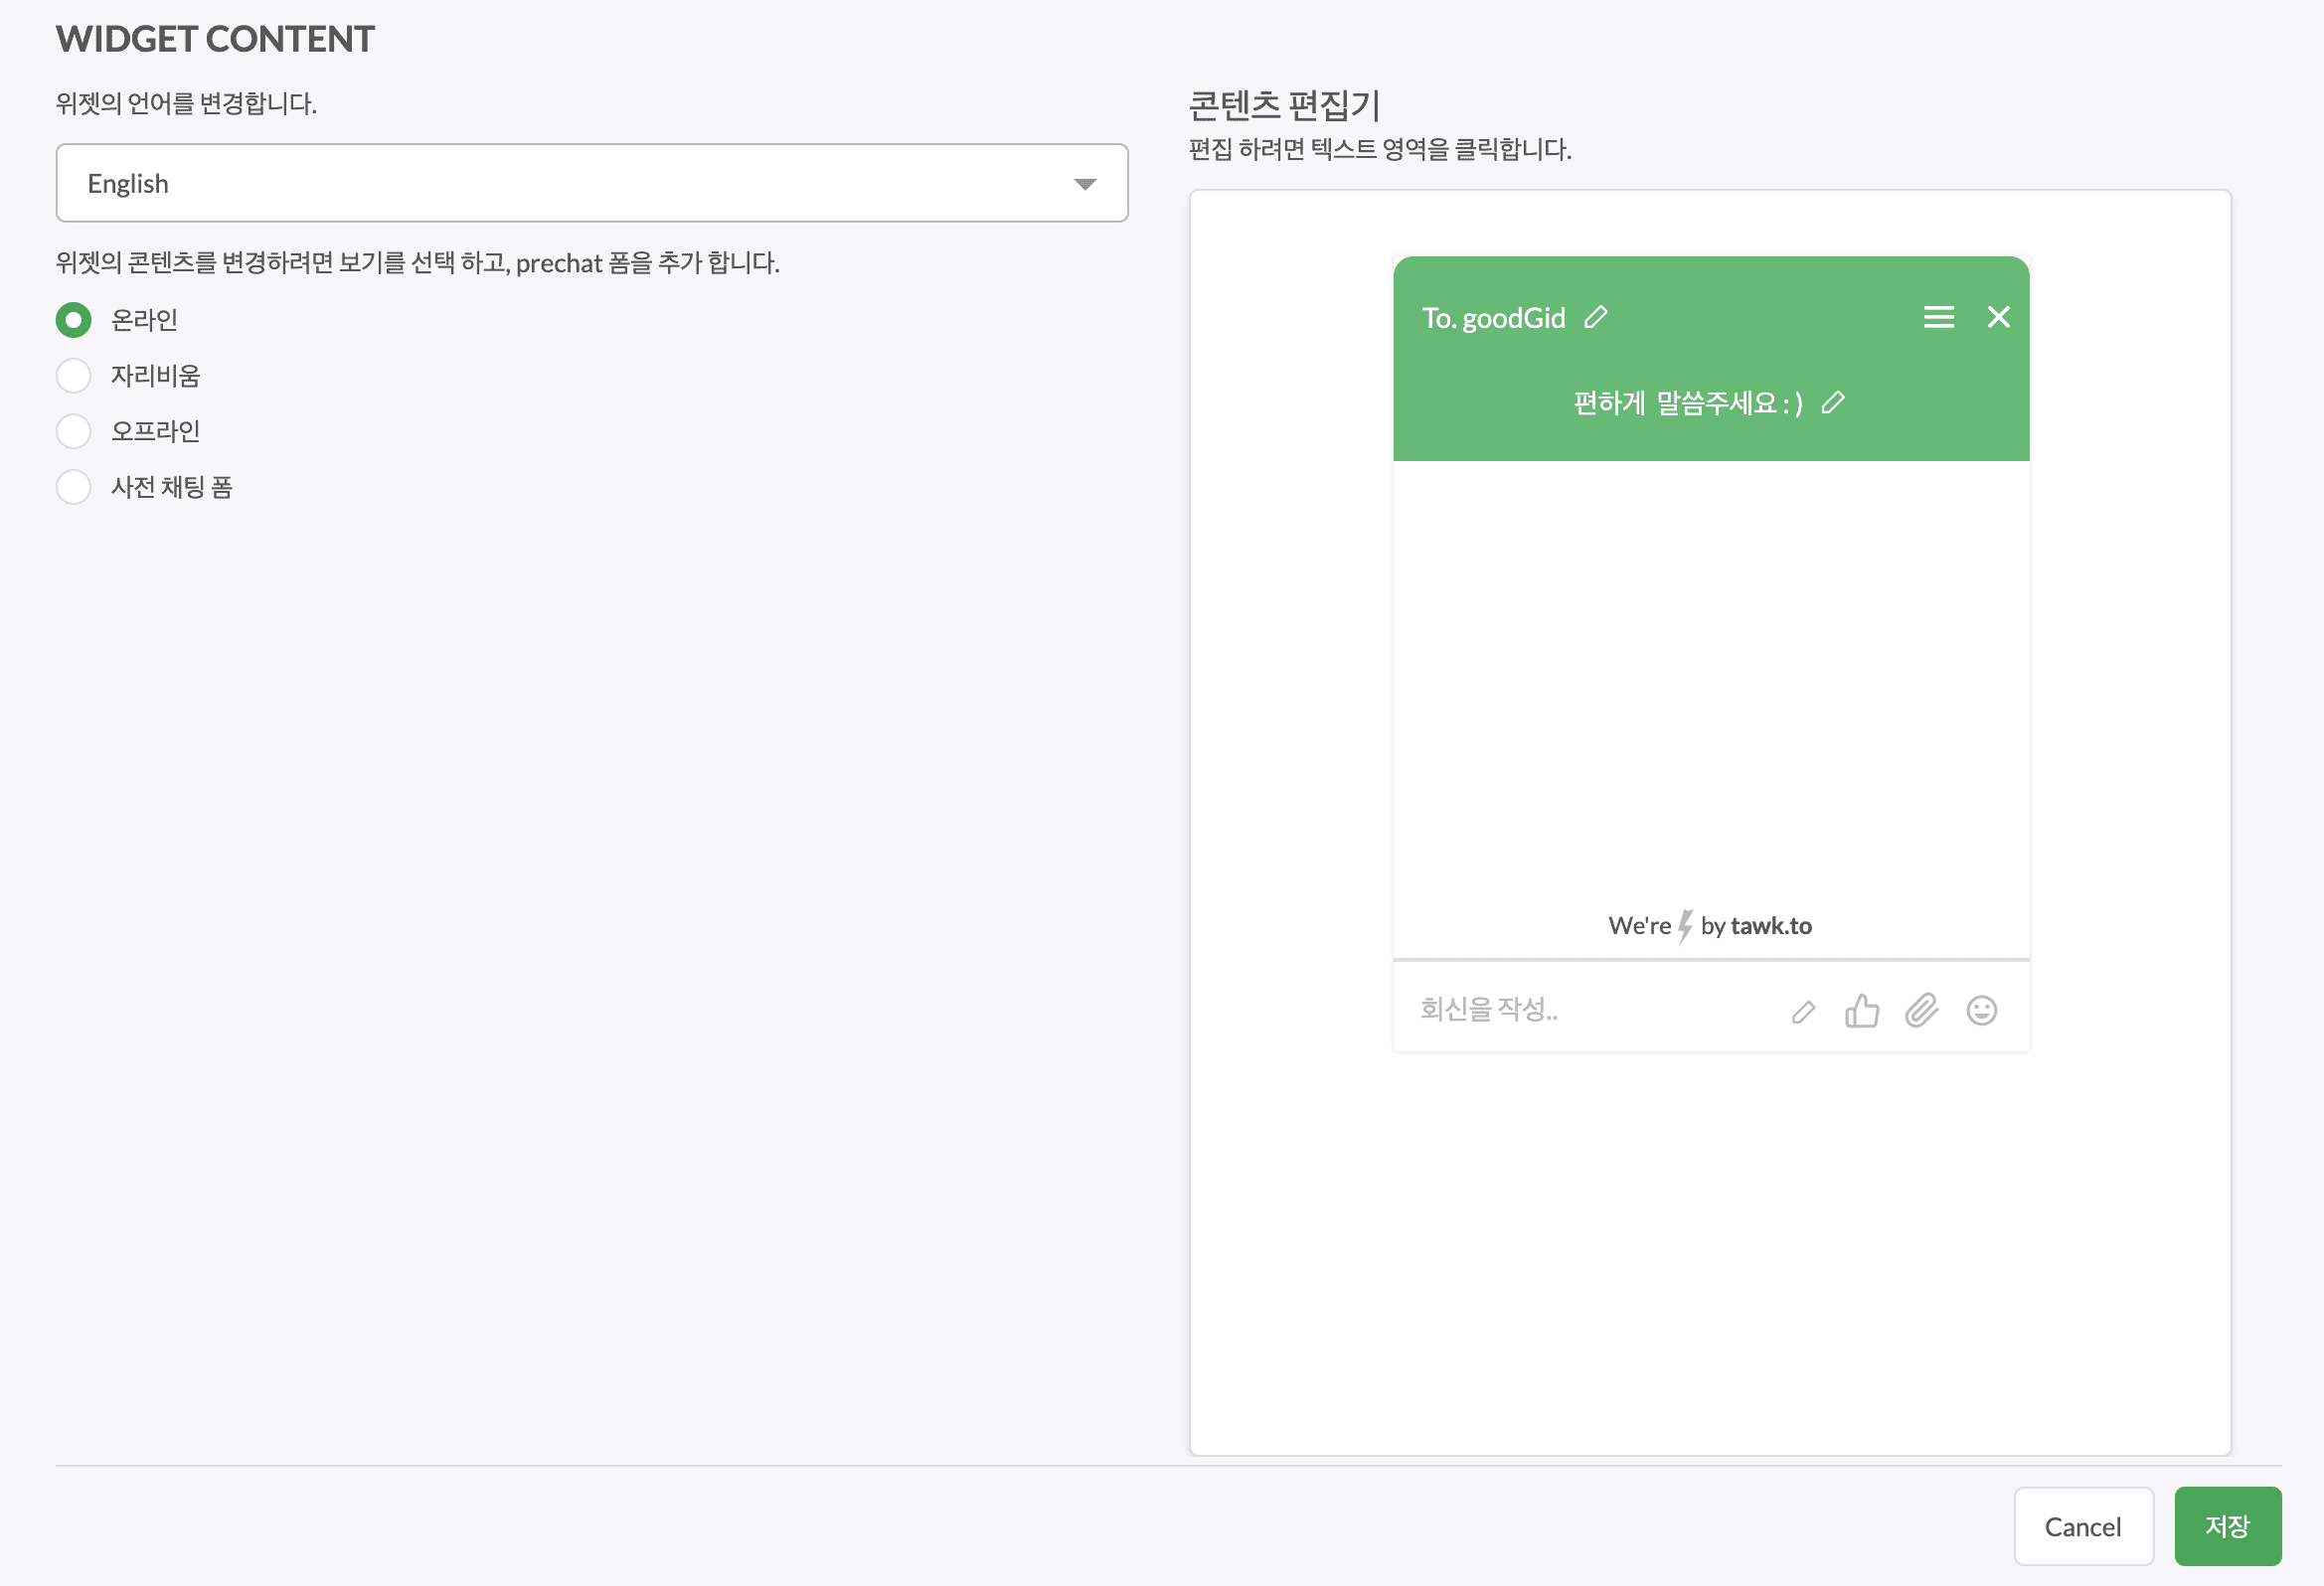 WIDGET CONTENT
위젯의 언어를 변경합니다.
English
위젯의 콘텐츠를 변경하려면 보기를 선택 하고, prechat 폼을 추가 합니다.
온라인
자리비움
오프라인
사전 채팅 폼
콘텐츠 편집기
편집 하려면 텍스트 영역을 클릭합니다.
To. goodGid
편하게 말씀주세요 : )
We're by tawk.to
회신을 작성..
Cancel
저장